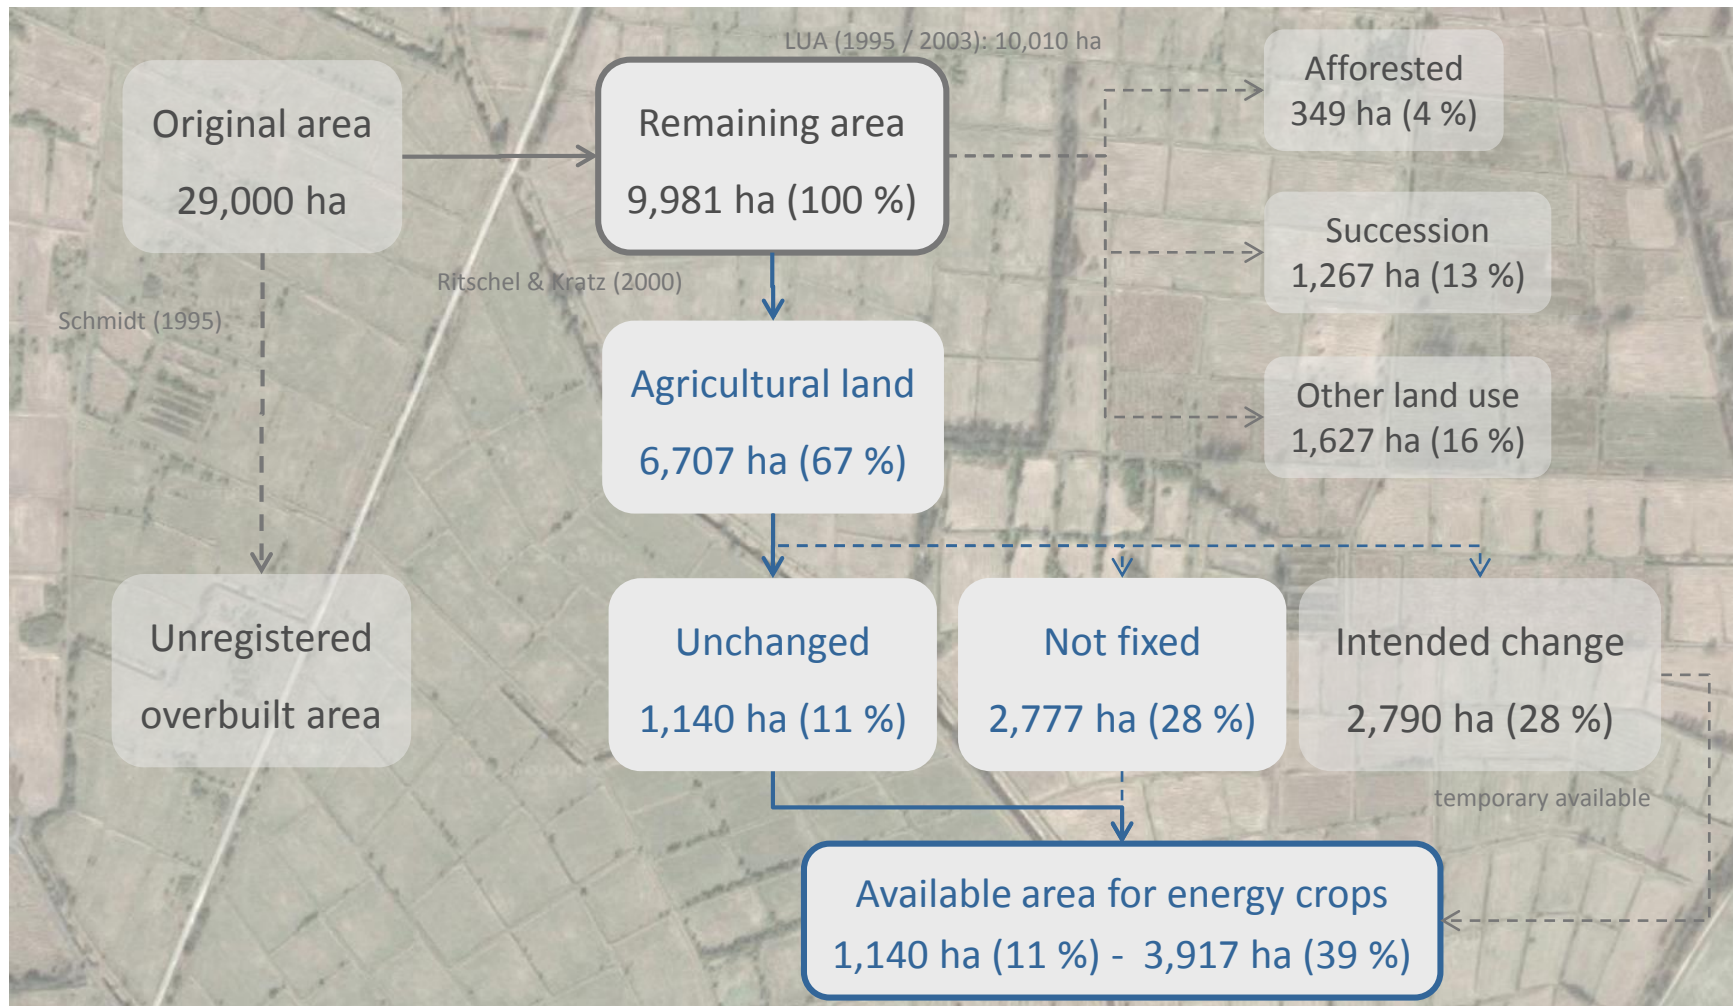 LUA (1995 / 2003): 10,010 ha
Original area
29,000 ha
Remaining area
9,981 ha (100 %)
Afforested
349 ha (4 %)
Succession
1,267 ha (13 %)
Other land use
1,627 ha (16 %)
Ritschel & Kratz (2000)
Schmidt (1995)
Agricultural land
6,707 ha (67 %)
Unregistered
overbuilt area
Unchanged
1,140 ha (11 %)
Not fixed
2,777 ha (28 %)
Intended change
2,790 ha (28 %)
temporary available
Available area for energy crops
1,140 ha (11 %) - 3,917 ha (39 %)